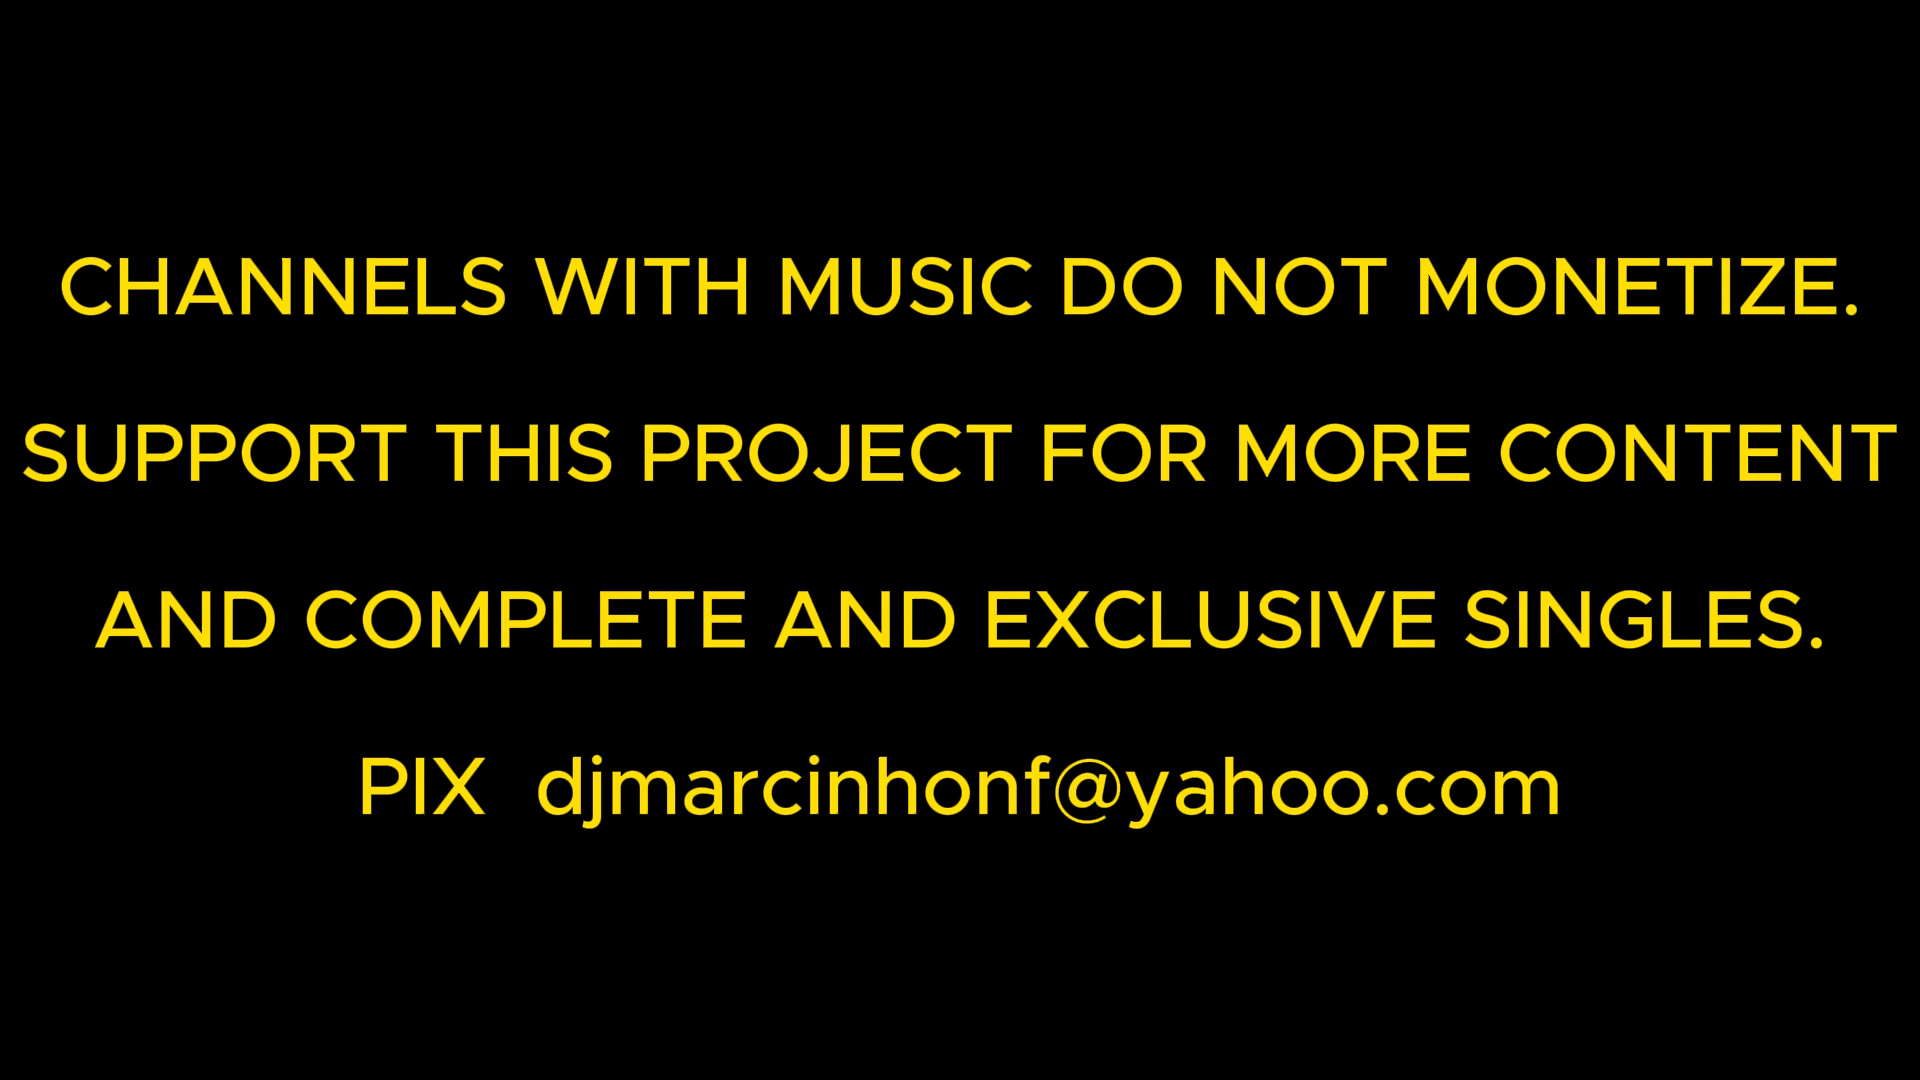 CHANNELS WITH MUSIC DO NOT MONETIZE.
SUPPORT THIS PROJECT FOR MORE CONTENT
AND COMPLETE AND EXCLUSIVE SINGLES.
PIX djmarcinhonf@yahoo.com